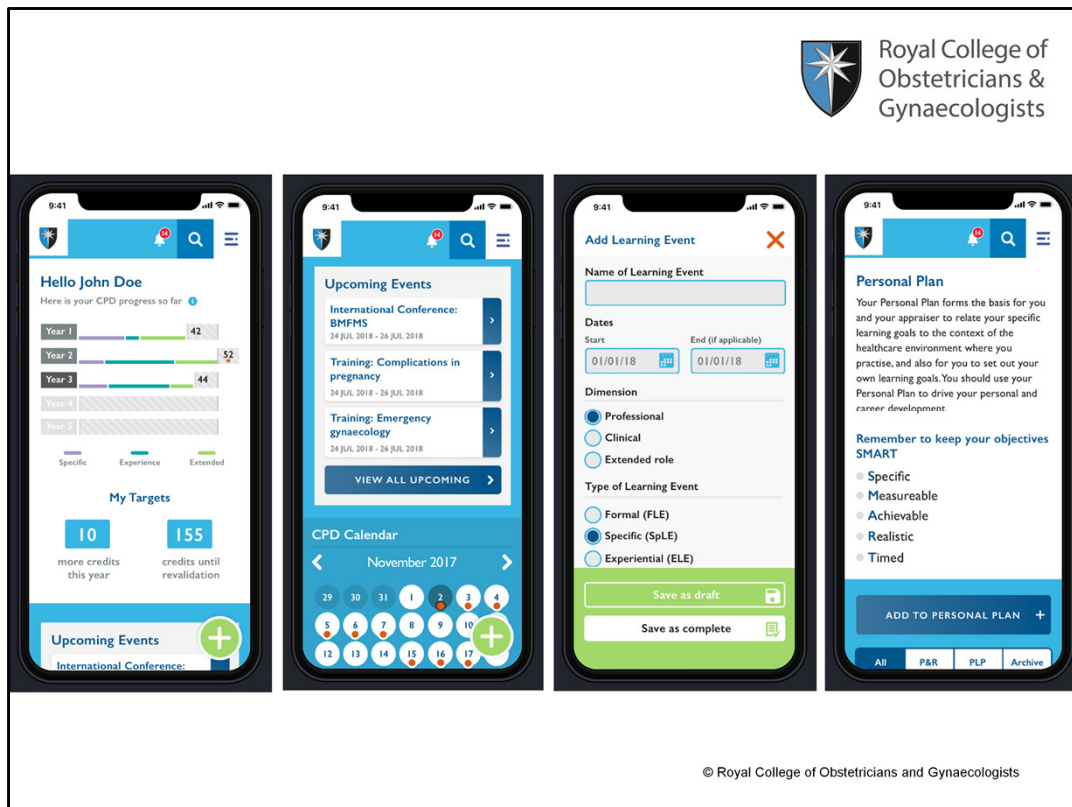 Royal College of
Obstetricians &
Gynaecologists
9:41
14
Hello John Doe
Here is your CPD progress so far i
Year 1 42
Year 2 52
Year 3 44
Year 4
Year 5
Specific Experience Extended
My Targets
10 155
more credits credits until
this year revalidation
Upcoming Events
International Conference:
9:41
14
Upcoming Events
International Conference:
BMFMS
24 JUL 2018 - 26 JUL 2018
Training: Complications in
pregnancy
24 JUL 2018 - 26 JUL 2018
Training: Emergency
gynaecology
24 JUL 2018 - 26 JUL 2018
VIEW ALL UPCOMING
CPD Calendar
November 2017
29 30 31 1 2 3 4
5 6 7 8 9 10
12 13 14 15 16 17
9:41
Add Learning Event
Name of Learning Event
Dates
Start End (if applicable)
01/01/18 01/01/18
Dimension
Professional
Clinical
Extended role
Type of Learning Event
Formal (FLE)
Specific (SpLE)
Experiential (ELE)
Save as draft
Save as complete
9:41
14
Personal Plan
Your Personal Plan forms the basis for you
and your appraiser to relate your specific
learning goals to the context of the
healthcare environment where you
practise, and also for you to set out your
own learning goals. You should use your
Personal Plan to drive your personal and
career development.
Remember to keep your objectives
SMART
Specific
Measureable
Achievable
Realistic
Timed
ADD TO PERSONAL PLAN +
All P&R PLP Archive
© Royal College of Obstetricians and Gynaecologists